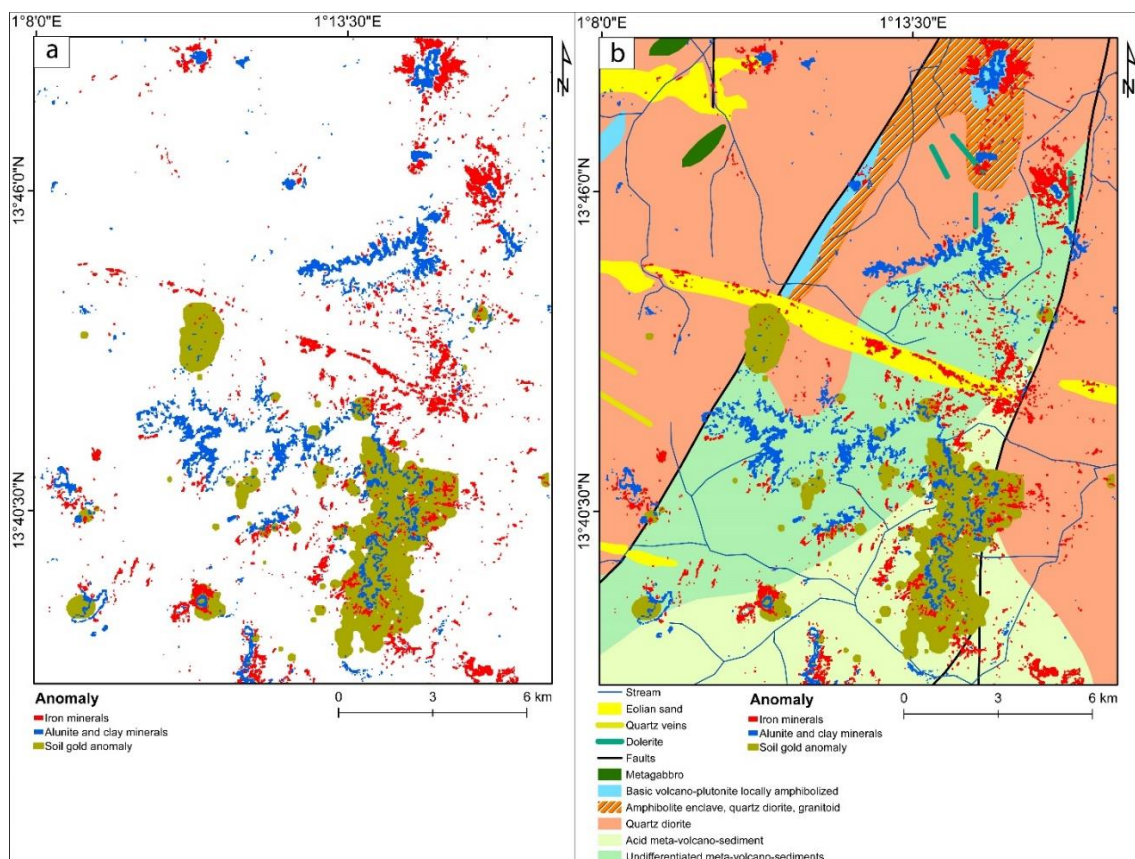 1°8'0"E
1°13'30"E
a
N
13°46'0"N
13°40'30"N
Anomaly
0 3 6 km
Iron minerals
Alunite and clay minerals
Soil gold anomaly
1°8'0"E
1°13'30"E
b
N
13°46'0"N
13°40'30"N
Stream
Eolian sand
Quartz veins
Dolerite
Faults
Metagabbro
Basic volcano-plutonite locally amphibolized
Amphibolite enclave, quartz diorite, granitoid
Quartz diorite
Acid meta-volcano-sediment
Undifferentiated meta-volcano-sediments
Anomaly
0 3 6 km
Iron minerals
Alunite and clay minerals
Soil gold anomaly